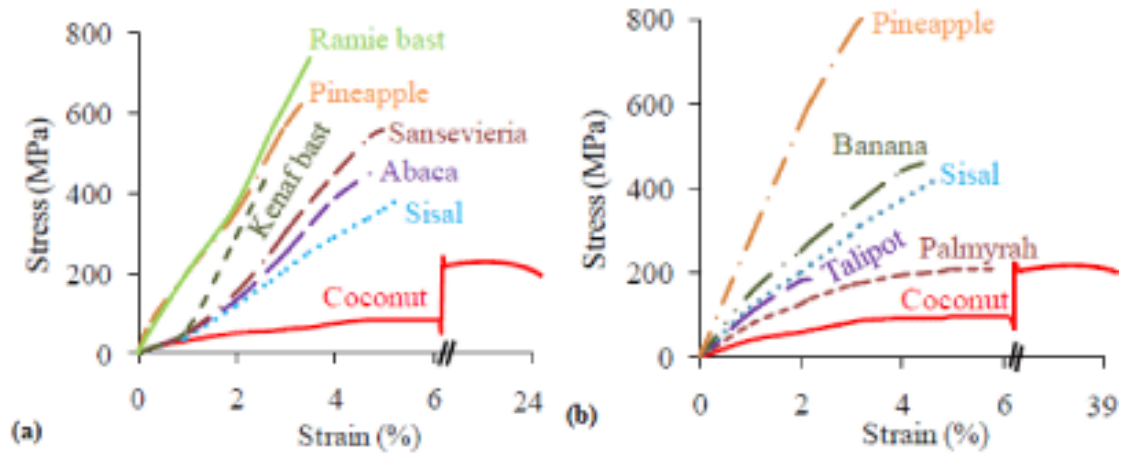 800
Ramie bast
600
Pineapple
Kenaf bast
Sansevieria
400
Abaca
Sisal
200
Coconut
0
Stress (MPa)
0 2 4 6 24
Strain (%)
(a)
800
Pineapple
600
Banana
400
Sisal
Talipot
Palmyrah
200
Coconut
0
Stress (MPa)
0 2 4 6 39
Strain (%)
(b)